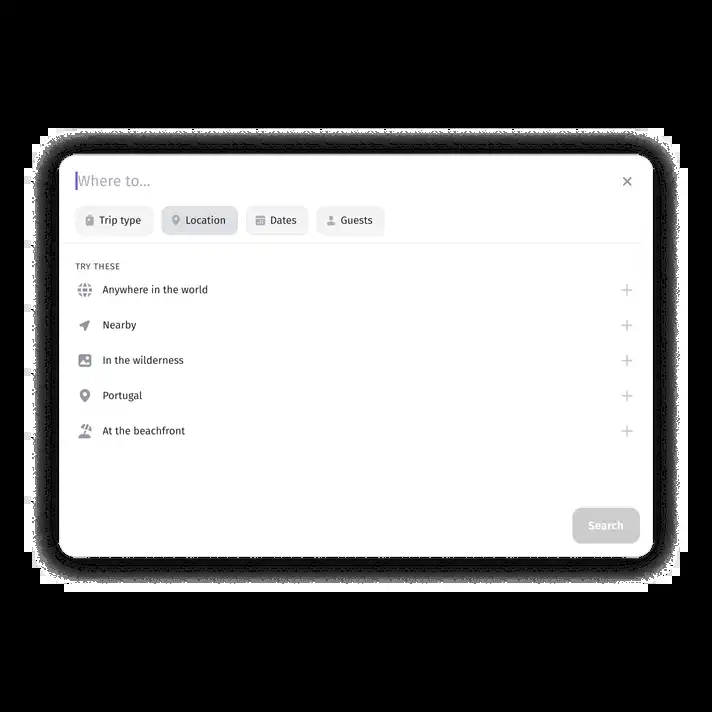 Where to...
Trip type Location Dates Guests
TRY THESE
Anywhere in the world
Nearby
In the wilderness
Portugal
At the beachfront
Search